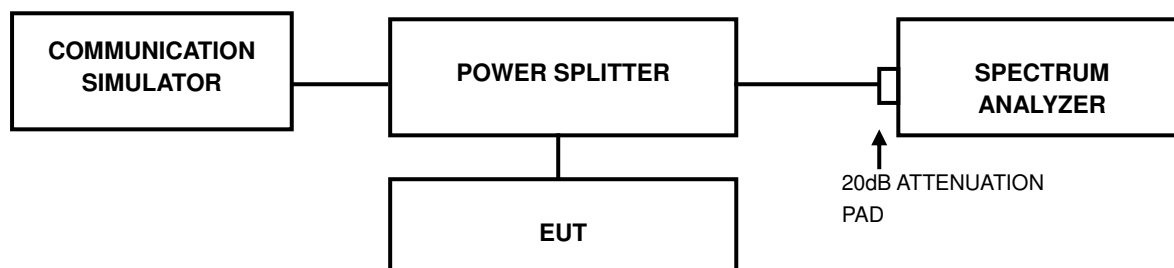 COMMUNICATION
SIMULATOR
POWER SPLITTER
SPECTRUM
ANALYZER
20dB ATTENUATION
PAD
EUT